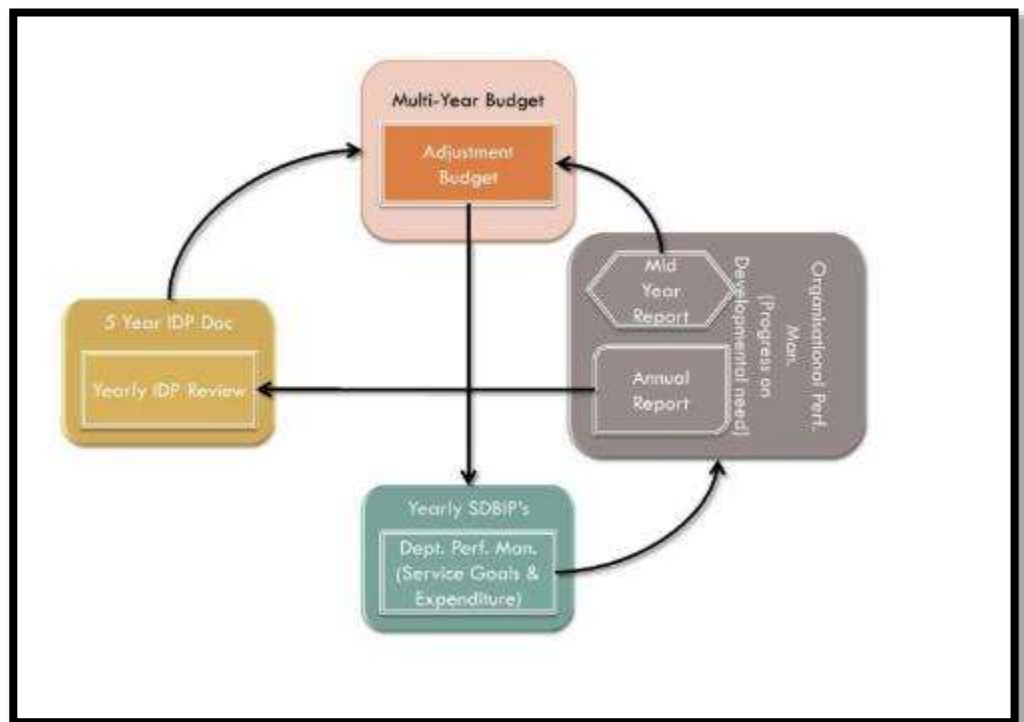 Multi-Year Budget
Adjustment
Budget
Mid
Year
Report
Annual
Report
Organisational Perf.
Man.
(Progress on
Developmental need)
5 Year IDP Doc
Yearly IDP Review
Yearly SDBIP's
Dept. Perf. Man.
(Service Goals &
Expenditure)